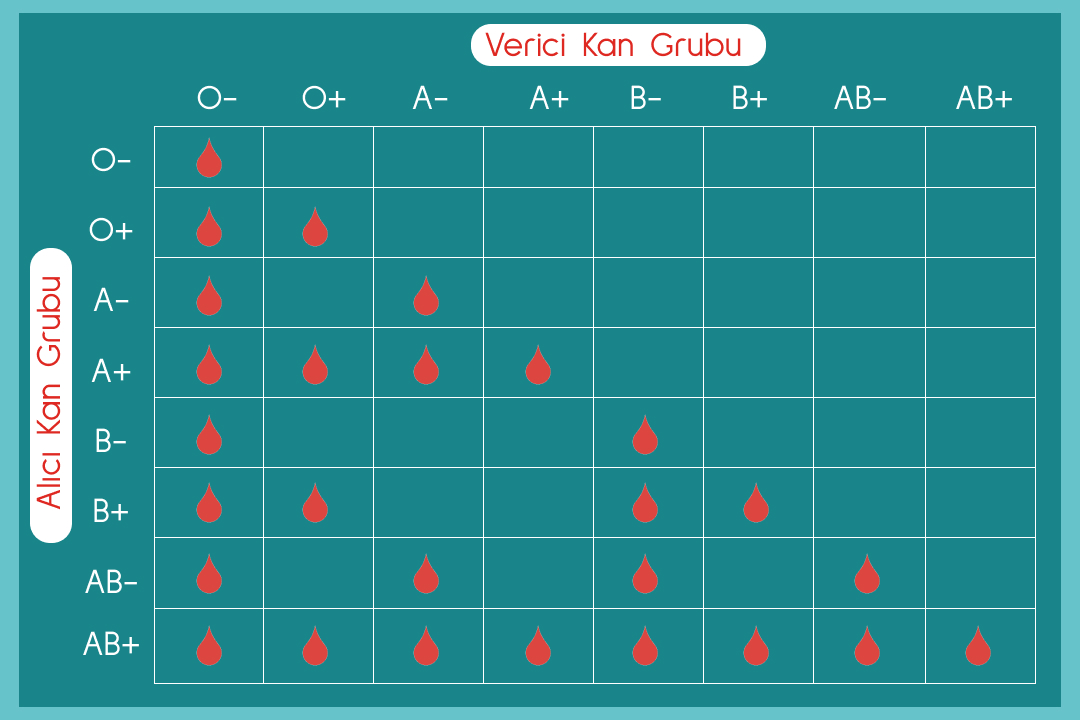 Verici Kan Grubu
O- O+ A- A+ B- B+ AB- AB+
Alıcı Kan Grubu
O-
O+
A-
A+
B-
B+
AB-
AB+